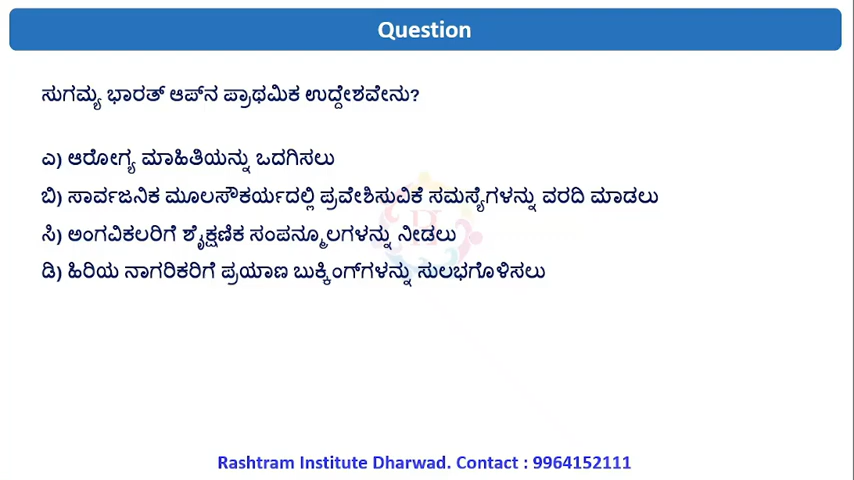 Question
ಸುಗಮ್ಯ ಭಾರತ್ ಆಪ್‌ನ ಪ್ರಾಥಮಿಕ ಉದ್ದೇಶವೇನು?
ಎ) ಆರೋಗ್ಯ ಮಾಹಿತಿಯನ್ನು ಒದಗಿಸಲು
ಬಿ) ಸಾರ್ವಜನಿಕ ಮೂಲಸೌಕರ್ಯದಲ್ಲಿ ಪ್ರವೇಶಿಸುವಿಕೆ ಸಮಸ್ಯೆಗಳನ್ನು ವರದಿ ಮಾಡಲು
ಸಿ) ಅಂಗವಿಕಲರಿಗೆ ಶೈಕ್ಷಣಿಕ ಸಂಪನ್ಮೂಲಗಳನ್ನು ನೀಡಲು
ಡಿ) ಹಿರಿಯ ನಾಗರಿಕರಿಗೆ ಪ್ರಯಾಣ ಬುಕ್ಕಿಂಗ್‌ಗಳನ್ನು ಸುಲಭಗೊಳಿಸಲು
Rashtram Institute Dharwad. Contact : 9964152111